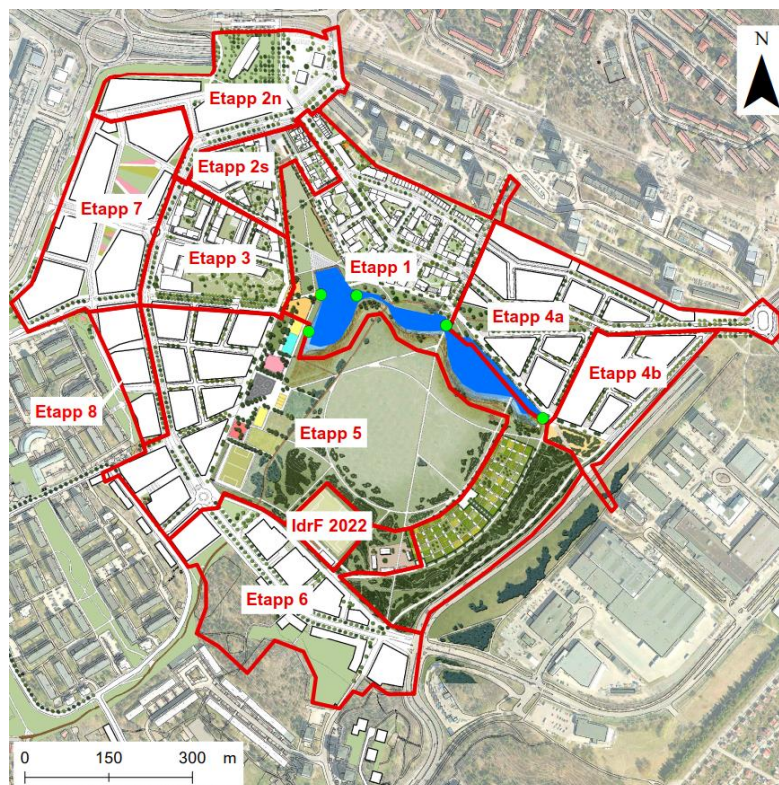 N
Etapp 2n
Etapp 2s
Etapp 7
Etapp 3
Etapp 1
Etapp 4a
Etapp 4b
Etapp 8
Etapp 5
IdrF 2022
Etapp 6
0 150 300 m